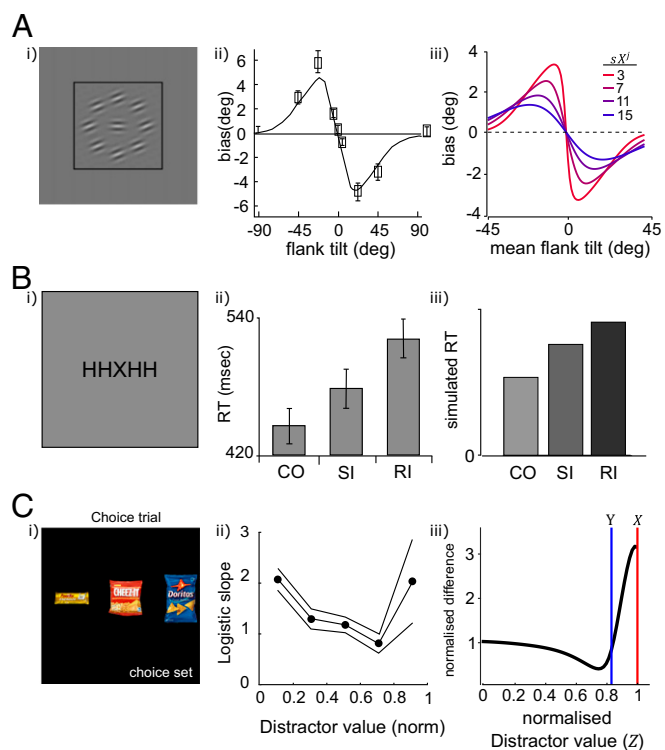 A
i)
ii)
bias(deg)
6
4
2
0
-2
-4
-6
-90 -45 0 45 90
flank tilt (deg)
iii)
bias (deg)
4
2
0
2
4
-45 0 45
mean flank tilt (deg)
sXʲ
3
7
11
15
B
i)
HHXHH
ii)
RT (msec)
540
420
CO SI RI
iii)
simulated RT
0
CO SI RI
C
i)
Choice trial
CHEEZ-IT
Doritos
choice set
ii)
Logistic slope
3
2
1
0
0 0.2 0.4 0.6 0.8 1
Distractor value (norm)
iii)
Y X
normalised difference
3
2
1
0 0.2 0.4 0.6 0.8 1
normalised
Distractor value (Z)